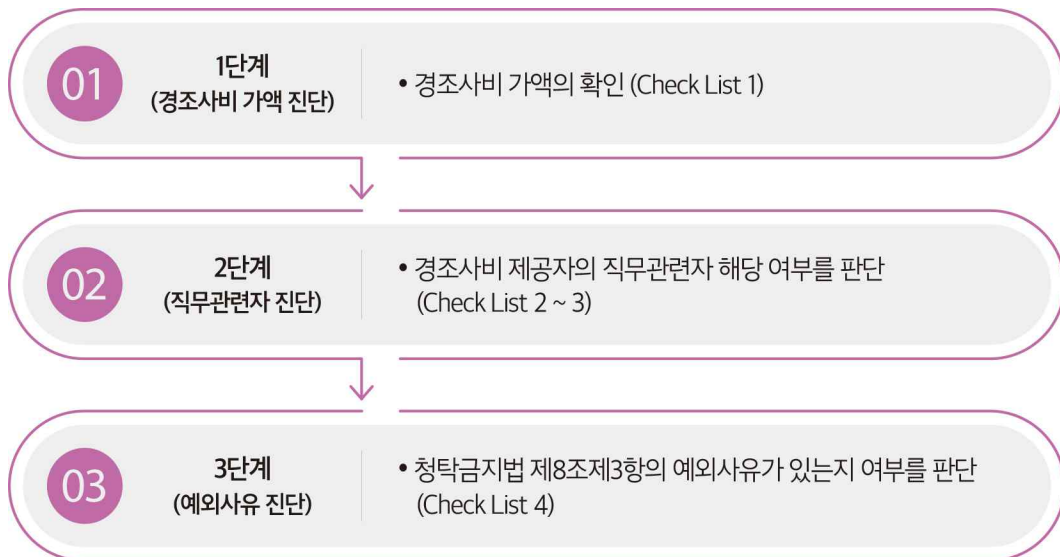 01
1단계
(경조사비 가액 진단)
• 경조사비 가액의 확인 (Check List 1)
02
2단계
(직무관련자 진단)
• 경조사비 제공자의 직무관련자 해당 여부를 판단
(Check List 2 ~ 3)
03
3단계
(예외사유 진단)
• 청탁금지법 제8조제3항의 예외사유가 있는지 여부를 판단
(Check List 4)